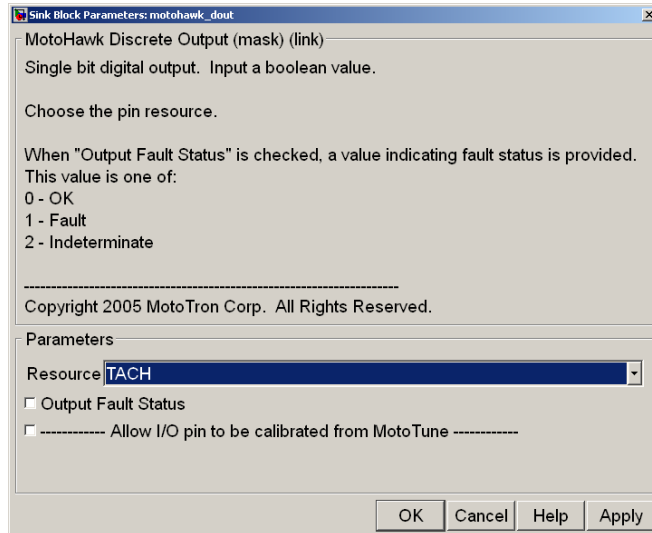 Sink Block Parameters: motohawk_dout
MotoHawk Discrete Output (mask) (link)
Single bit digital output. Input a boolean value.
Choose the pin resource.
When "Output Fault Status" is checked, a value indicating fault status is provided.
This value is one of:
0 - OK
1 - Fault
2 - Indeterminate
------------------------------------------------------------------------
Copyright 2005 MotoTron Corp. All Rights Reserved.
Parameters
Resource TACH
Output Fault Status
------------ Allow I/O pin to be calibrated from MotoTune ------------
OK Cancel Help Apply